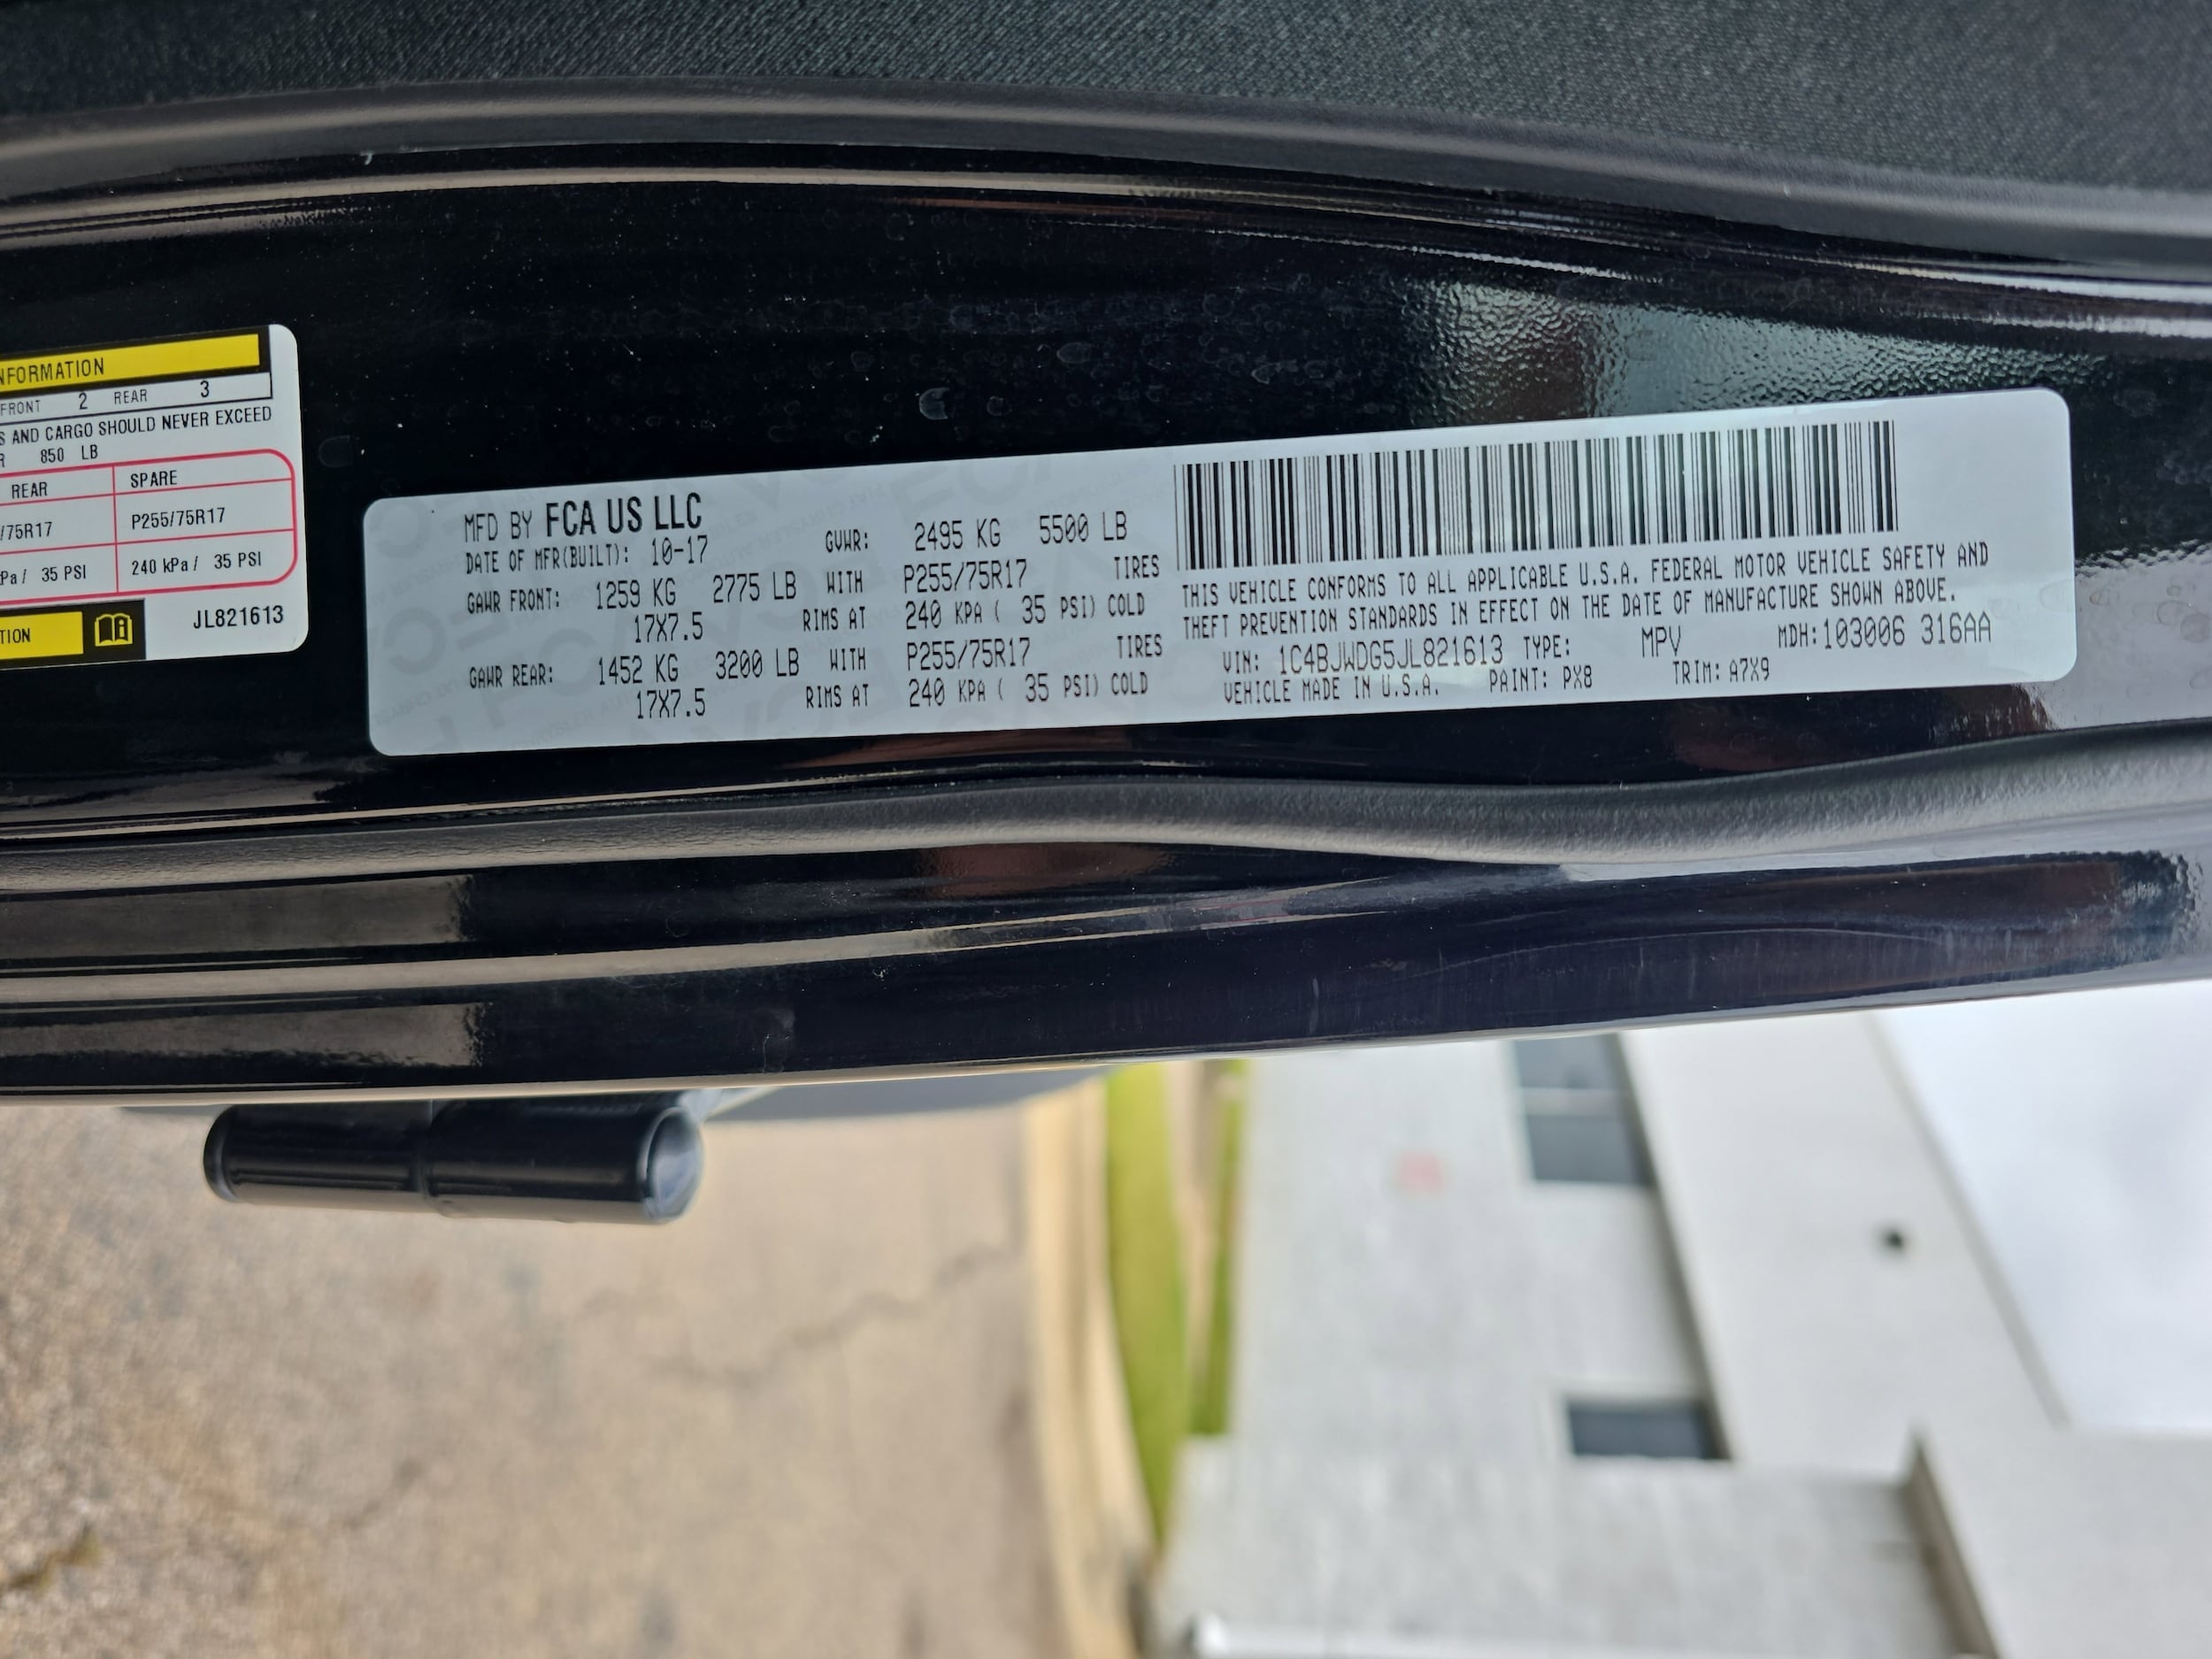 NFORMATION
FRONT 2 REAR 3
S AND CARGO SHOULD NEVER EXCEED
R 850 LB
REAR SPARE
/75R17 P255/75R17
Pa / 35 PSI 240 kPa / 35 PSI
TION JL821613
MFD BY FCA US LLC
DATE OF MFR(BUILT): 10-17 GVWR: 2495 KG 5500 LB
GAWR FRONT: 1259 KG 2775 LB WITH P255/75R17 TIRES
17X7.5 RIMS AT 240 KPA ( 35 PSI) COLD
GAWR REAR: 1452 KG 3200 LB WITH P255/75R17 TIRES
17X7.5 RIMS AT 240 KPA ( 35 PSI) COLD
THIS VEHICLE CONFORMS TO ALL APPLICABLE U.S.A. FEDERAL MOTOR VEHICLE SAFETY AND
THEFT PREVENTION STANDARDS IN EFFECT ON THE DATE OF MANUFACTURE SHOWN ABOVE.
VIN: 1C4BJWDG5JL821613 TYPE: MPV MDH:103006 316AA
VEHICLE MADE IN U.S.A. PAINT: PX8 TRIM: A7X9